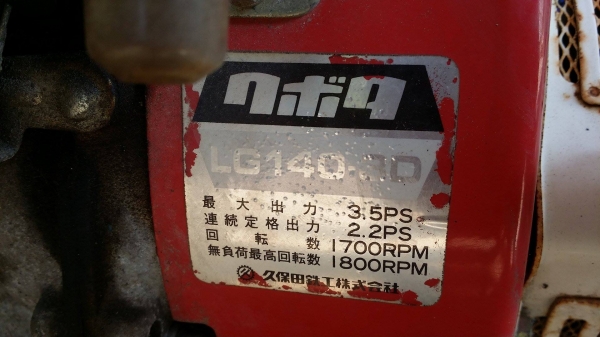 クボタ
LG140-3D
最大出力 3.5PS
連続定格出力 2.2PS
回転数 1700RPM
無負荷最高回転数 1800RPM
久保田鉄工株式会社